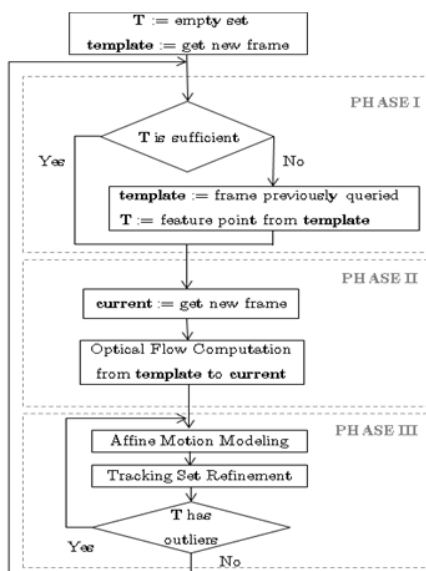 T := empty set
template := get new frame
PHASE I
T is sufficient
Yes
No
template := frame previously queried
T := feature point from template
PHASE II
current := get new frame
Optical Flow Computation
from template to current
PHASE III
Affine Motion Modeling
Tracking Set Refinement
T has
outliers
Yes
No